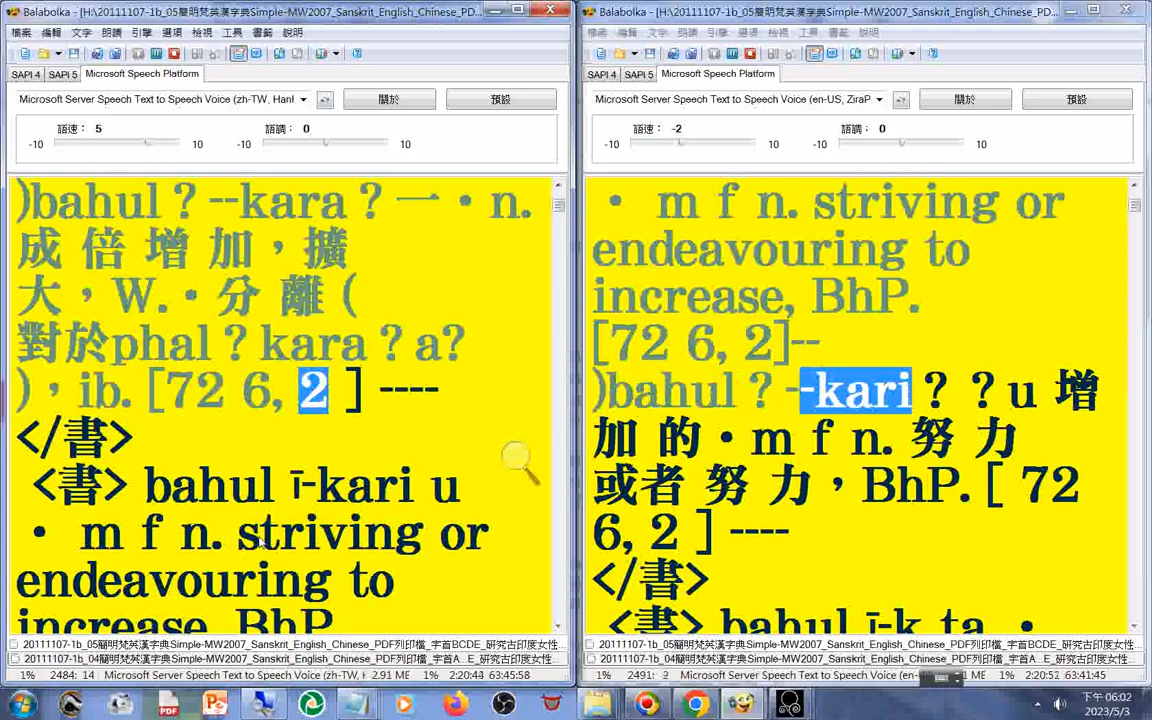 Balabolka - [H:\20111107-1b_05簡明梵英漢字典Simple-MW2007_Sanskrit_English_Chinese_PD...
檔案 編輯 文字 朗讀 引擎 選項 檢視 工具 書籤 說明
SAPI 4 SAPI 5 Microsoft Speech Platform
Microsoft Server Speech Text to Speech Voice (zh-TW, HanH
關於 預設
語速： 5 語調： 0
-10 10 -10 10
)bahul？--kara？一・n.
成 倍 增 加，擴
大，W.・分 離（
對於phal？kara？a?
)，ib.［72 6, 2 ］----
</書>
<書> bahul ī-kari u
・ m f n. striving or
endeavouring to
increase, BhP.
20111107-1b_05簡明梵英漢字典Simple-MW2007_Sanskrit_English_Chinese_PDF列印檔_字首BCDE_研究古印度女性...
20111107-1b_04簡明梵英漢字典Simple-MW2007_Sanskrit_English_Chinese_PDF列印檔_字首A...E_研究古印度女性...
1% 2484: 14 Microsoft Server Speech Text to Speech Voice (zh-TW, H 2.91 ME 1% 2:20:44 63:45:58
Balabolka - [H:\20111107-1b_05簡明梵英漢字典Simple-MW2007_Sanskrit_English_Chinese_PD...
檔案 編輯 文字 朗讀 引擎 選項 檢視 工具 書籤 說明
SAPI 4 SAPI 5 Microsoft Speech Platform
Microsoft Server Speech Text to Speech Voice (en-US, ZiraP
關於 預設
語速： -2 語調： 0
-10 10 -10 10
・ m f n. striving or
endeavouring to
increase, BhP.
[72 6, 2]--
)bahul？--kari？？u 增
加 的・m f n. 努 力
或者 努 力，BhP.［ 72
6, 2 ］----
</書>
<書> bahul ī-k ta ・
20111107-1b_05簡明梵英漢字典Simple-MW2007_Sanskrit_English_Chinese_PDF列印檔_字首BCDE_研究古印度女性...
20111107-1b_04簡明梵英漢字典Simple-MW2007_Sanskrit_English_Chinese_PDF列印檔_字首A...E_研究古印度女性...
1% 2491: Microsoft Server Speech Text to Speech Voice (en-US, ME 1% 2:20:52 63:41:45
PDF
下午 06:02
2023/5/3